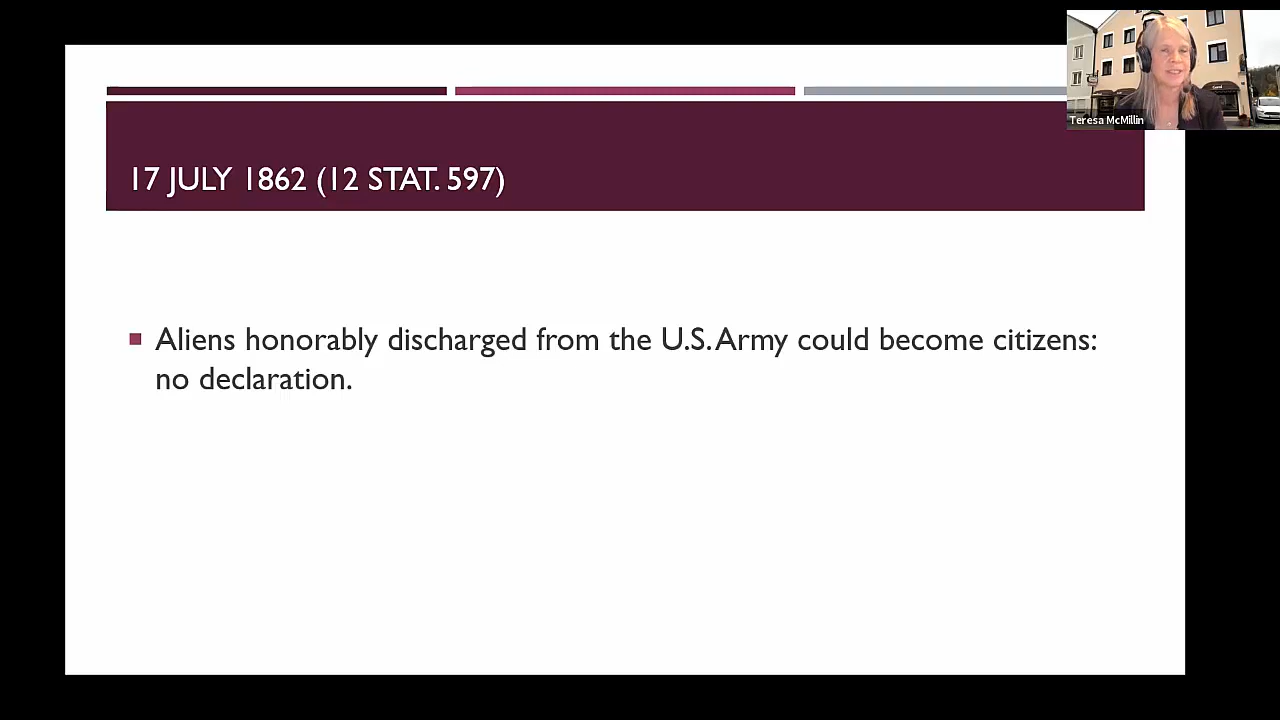 17 JULY 1862 (12 STAT. 597)
Aliens honorably discharged from the U.S. Army could become citizens:
no declaration.
Teresa McMillin